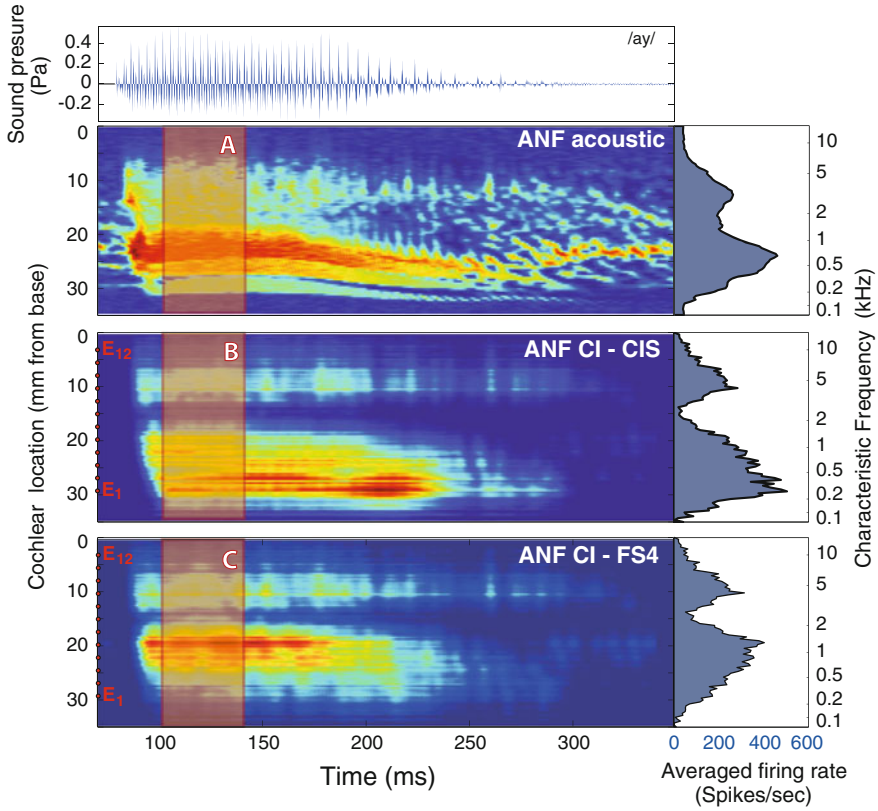 Sound presure
(Pa)
0.4
0.2
0
-0.2
/ay/
Cochlear location (mm from base)
0
10
20
30
A
ANF acoustic
10
5
2
1
0.5
0.2
0.1
0
10
20
30
E12
E1
B
ANF CI - CIS
10
5
2
1
0.5
0.2
0.1
0
10
20
30
E12
E1
C
ANF CI - FS4
10
5
2
1
0.5
0.2
0.1
Characteristic Frequency (kHz)
100
150
200
250
300
0
200
400
600
Time (ms)
Averaged firing rate
(Spikes/sec)